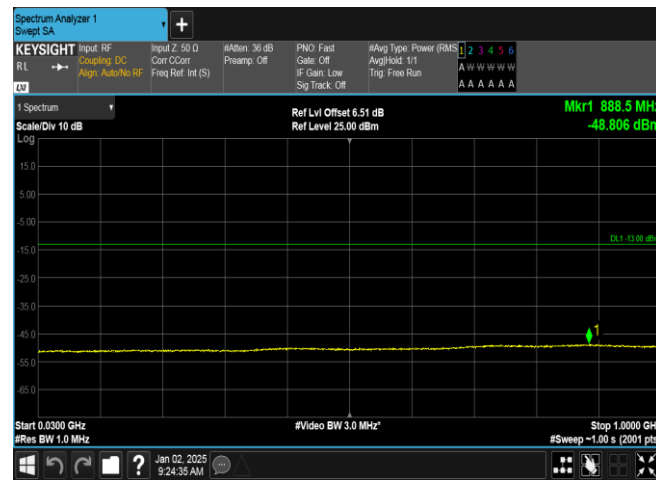 Spectrum Analyzer 1
Swept SA
+
KEYSIGHT Input: RF Input Z: 50 Ω #Atten: 36 dB PNO: Fast #Avg Type: Power (RMS 1 2 3 4 5 6
RL Coupling: DC Corr CCorr Preamp: Off Gate: Off Avg|Hold: 1/1 A W W W W W
Align: Auto/No RF Freq Ref: Int (S) IF Gain: Low Trig: Free Run
LXI Sig Track: Off A A A A A A
1 Spectrum
Ref Lvl Offset 6.51 dB Mkr1 888.5 MHz
Scale/Div 10 dB Ref Level 25.00 dBm -48.806 dBm
Log
15.0
5.00
-5.00
DL1 -13.00 dBm
-15.0
-25.0
-35.0
1
-45.0
-55.0
-65.0
Start 0.0300 GHz #Video BW 3.0 MHz* Stop 1.0000 GH
#Res BW 1.0 MHz #Sweep ~1.00 s (2001 pts
? Jan 02, 2025
9:24:35 AM